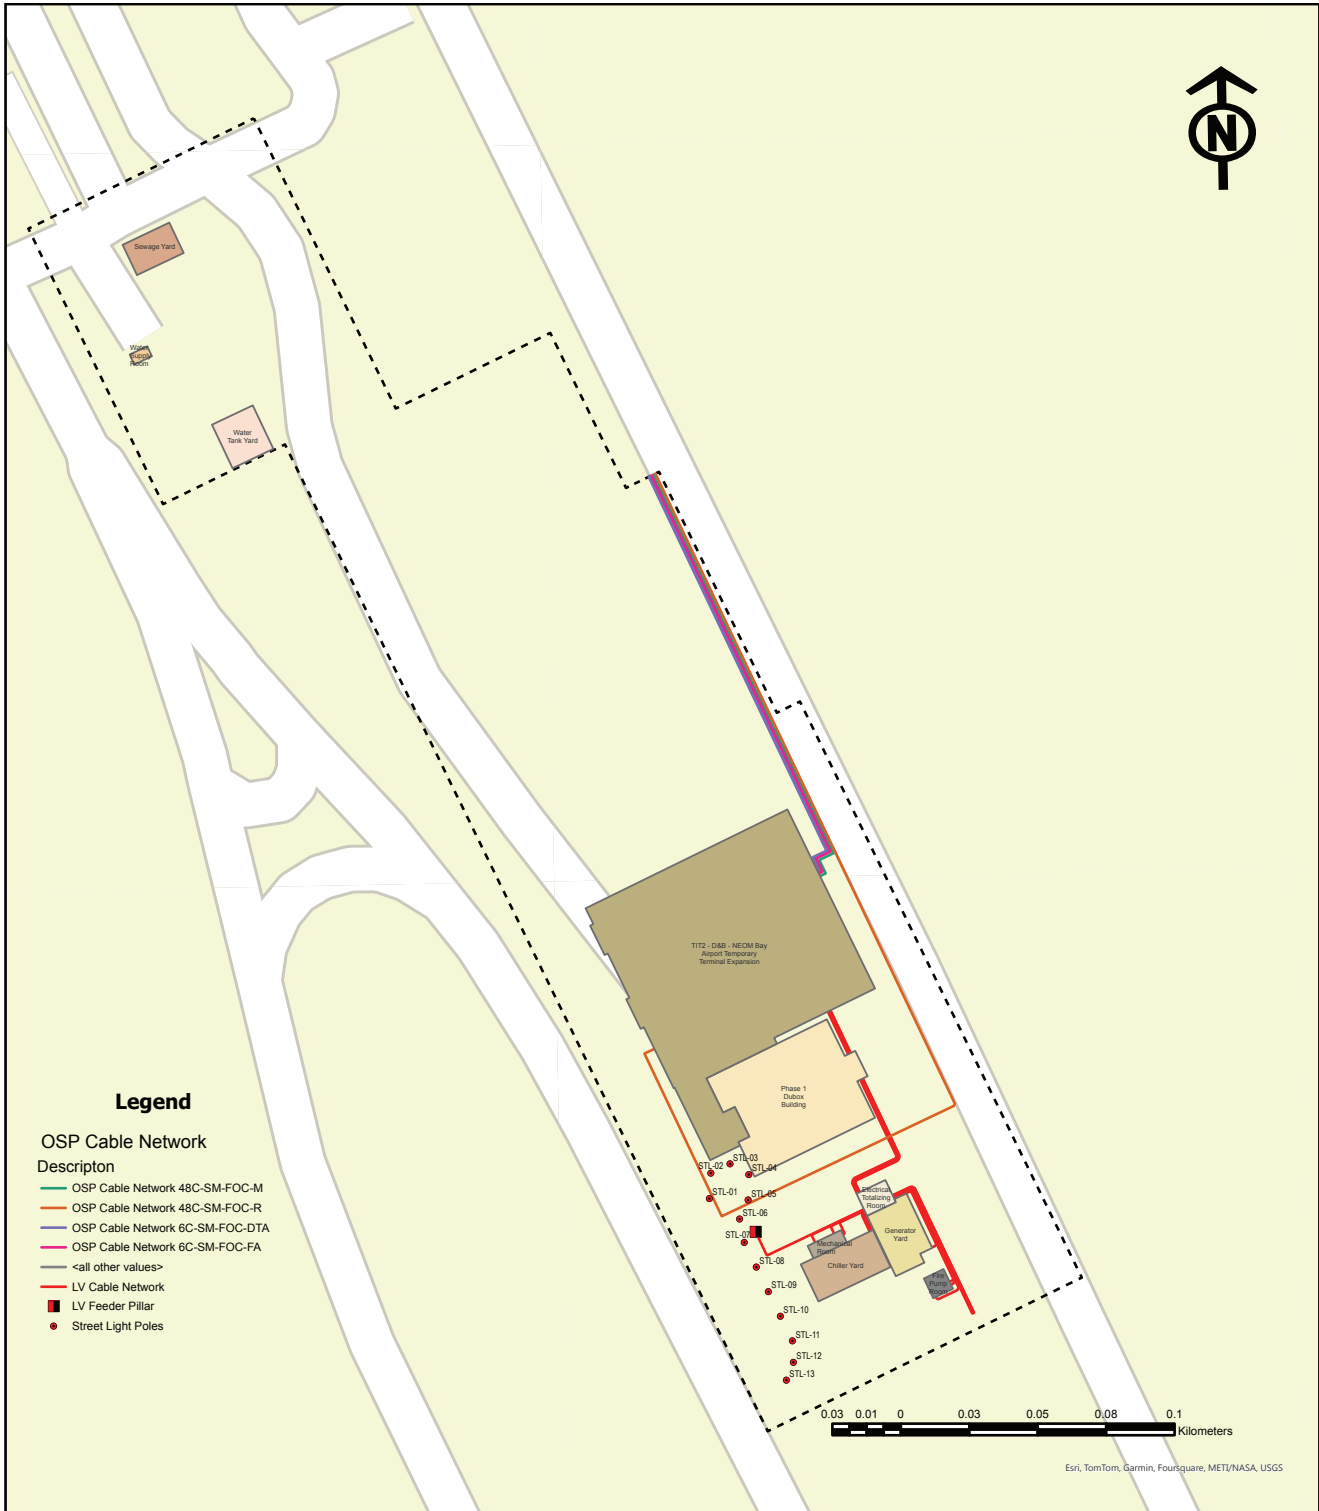 N
Sewage Yard
Water
Supply
Room
Water
Tank Yard
TIT2 - D&B - NEOM Bay
Airport Temporary
Terminal Expansion
Phase 1
Dubox
Building
STL-03
STL-02
STL-04
STL-01
STL-05
STL-06
STL-07
STL-08
STL-09
STL-10
STL-11
STL-12
STL-13
Electrical
Totalizing
Room
Generator
Yard
Mechanical
Room
Chiller Yard
Fire
Pump
Room
Legend
OSP Cable Network
Descripton
OSP Cable Network 48C-SM-FOC-M
OSP Cable Network 48C-SM-FOC-R
OSP Cable Network 6C-SM-FOC-DTA
OSP Cable Network 6C-SM-FOC-FA
<all other values>
LV Cable Network
LV Feeder Pillar
Street Light Poles
0.03 0.01 0 0.03 0.05 0.08 0.1
Kilometers
Esri, TomTom, Garmin, Foursquare, METI/NASA, USGS